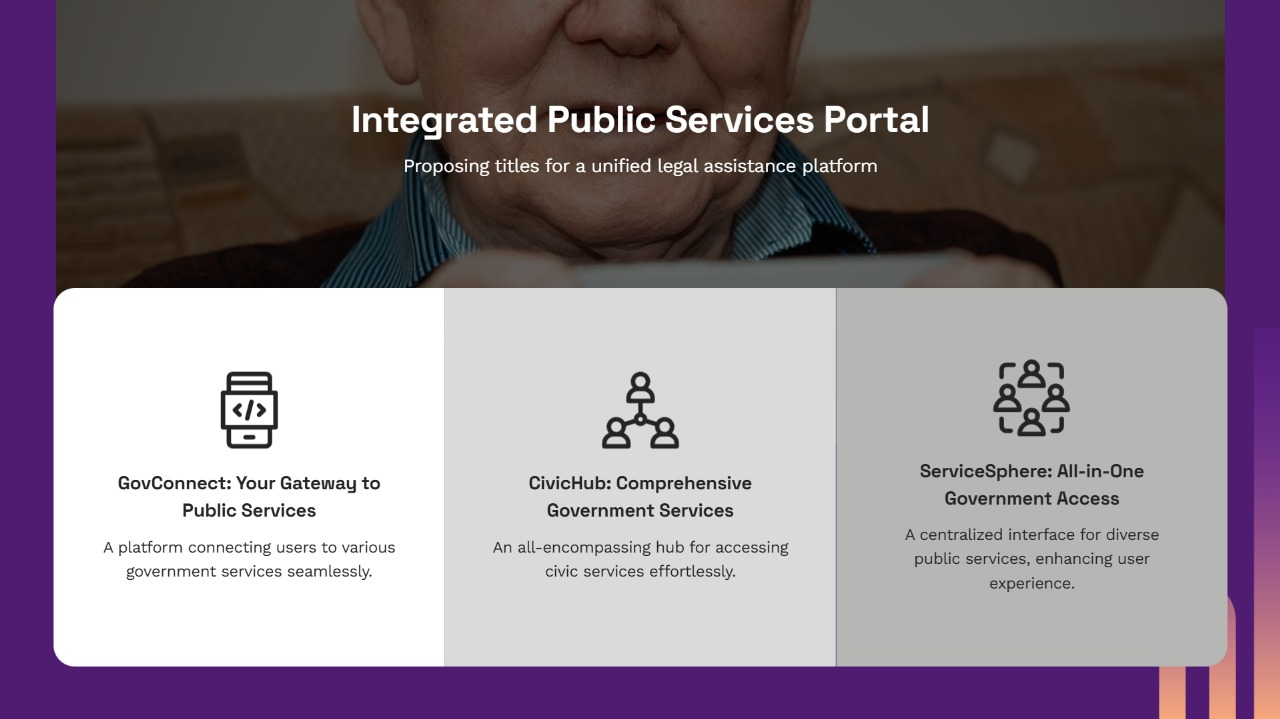 Integrated Public Services Portal
Proposing titles for a unified legal assistance platform
GovConnect: Your Gateway to
Public Services
A platform connecting users to various
government services seamlessly.
CivicHub: Comprehensive
Government Services
An all-encompassing hub for accessing
civic services effortlessly.
ServiceSphere: All-in-One
Government Access
A centralized interface for diverse
public services, enhancing user
experience.